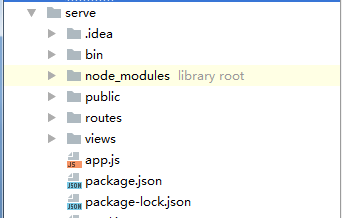 serve
.idea
bin
node_modules library root
public
routes
views
app.js
package.json
package-lock.json